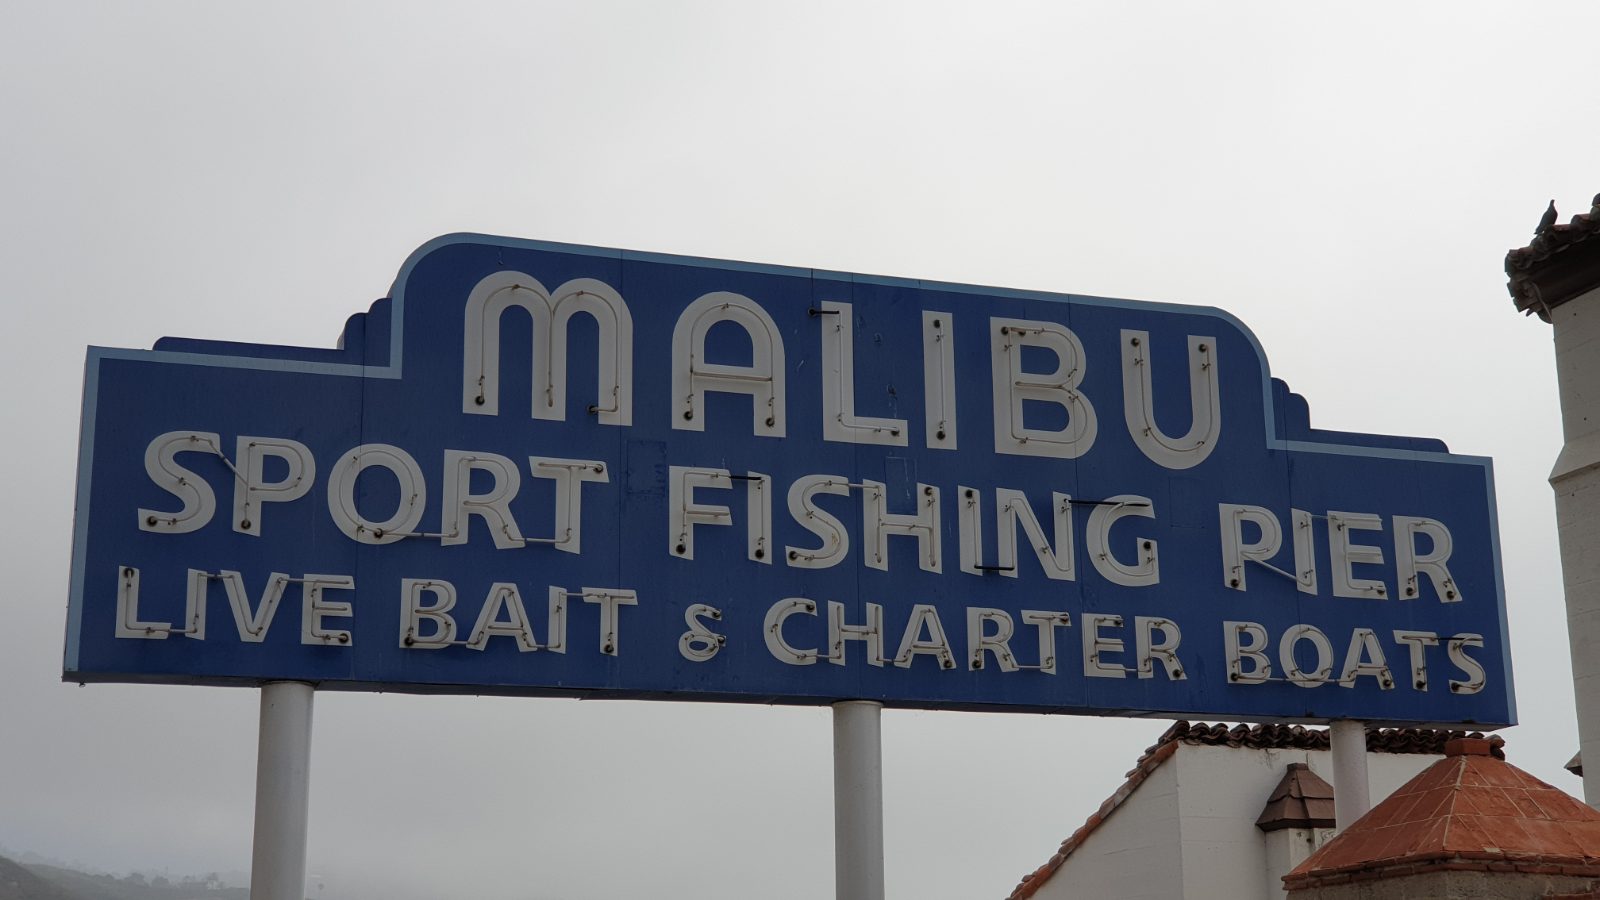 MALIBU
SPORT FISHING PIER
LIVE BAIT & CHARTER BOATS